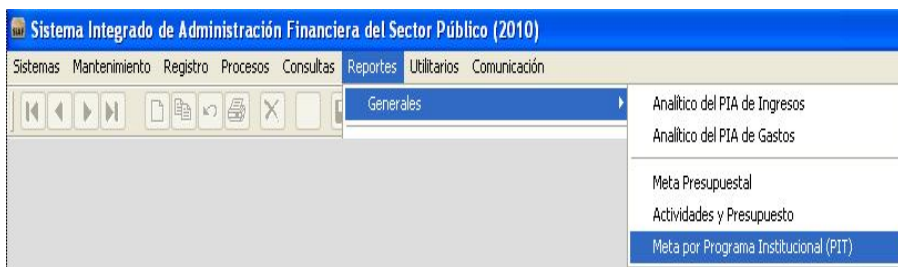 Sistema Integrado de Administración Financiera del Sector Público (2010)
Sistemas Mantenimiento Registro Procesos Consultas Reportes Utilitarios Comunicación
Generales
Analítico del PIA de Ingresos
Analítico del PIA de Gastos
Meta Presupuestal
Actividades y Presupuesto
Meta por Programa Institucional (PIT)